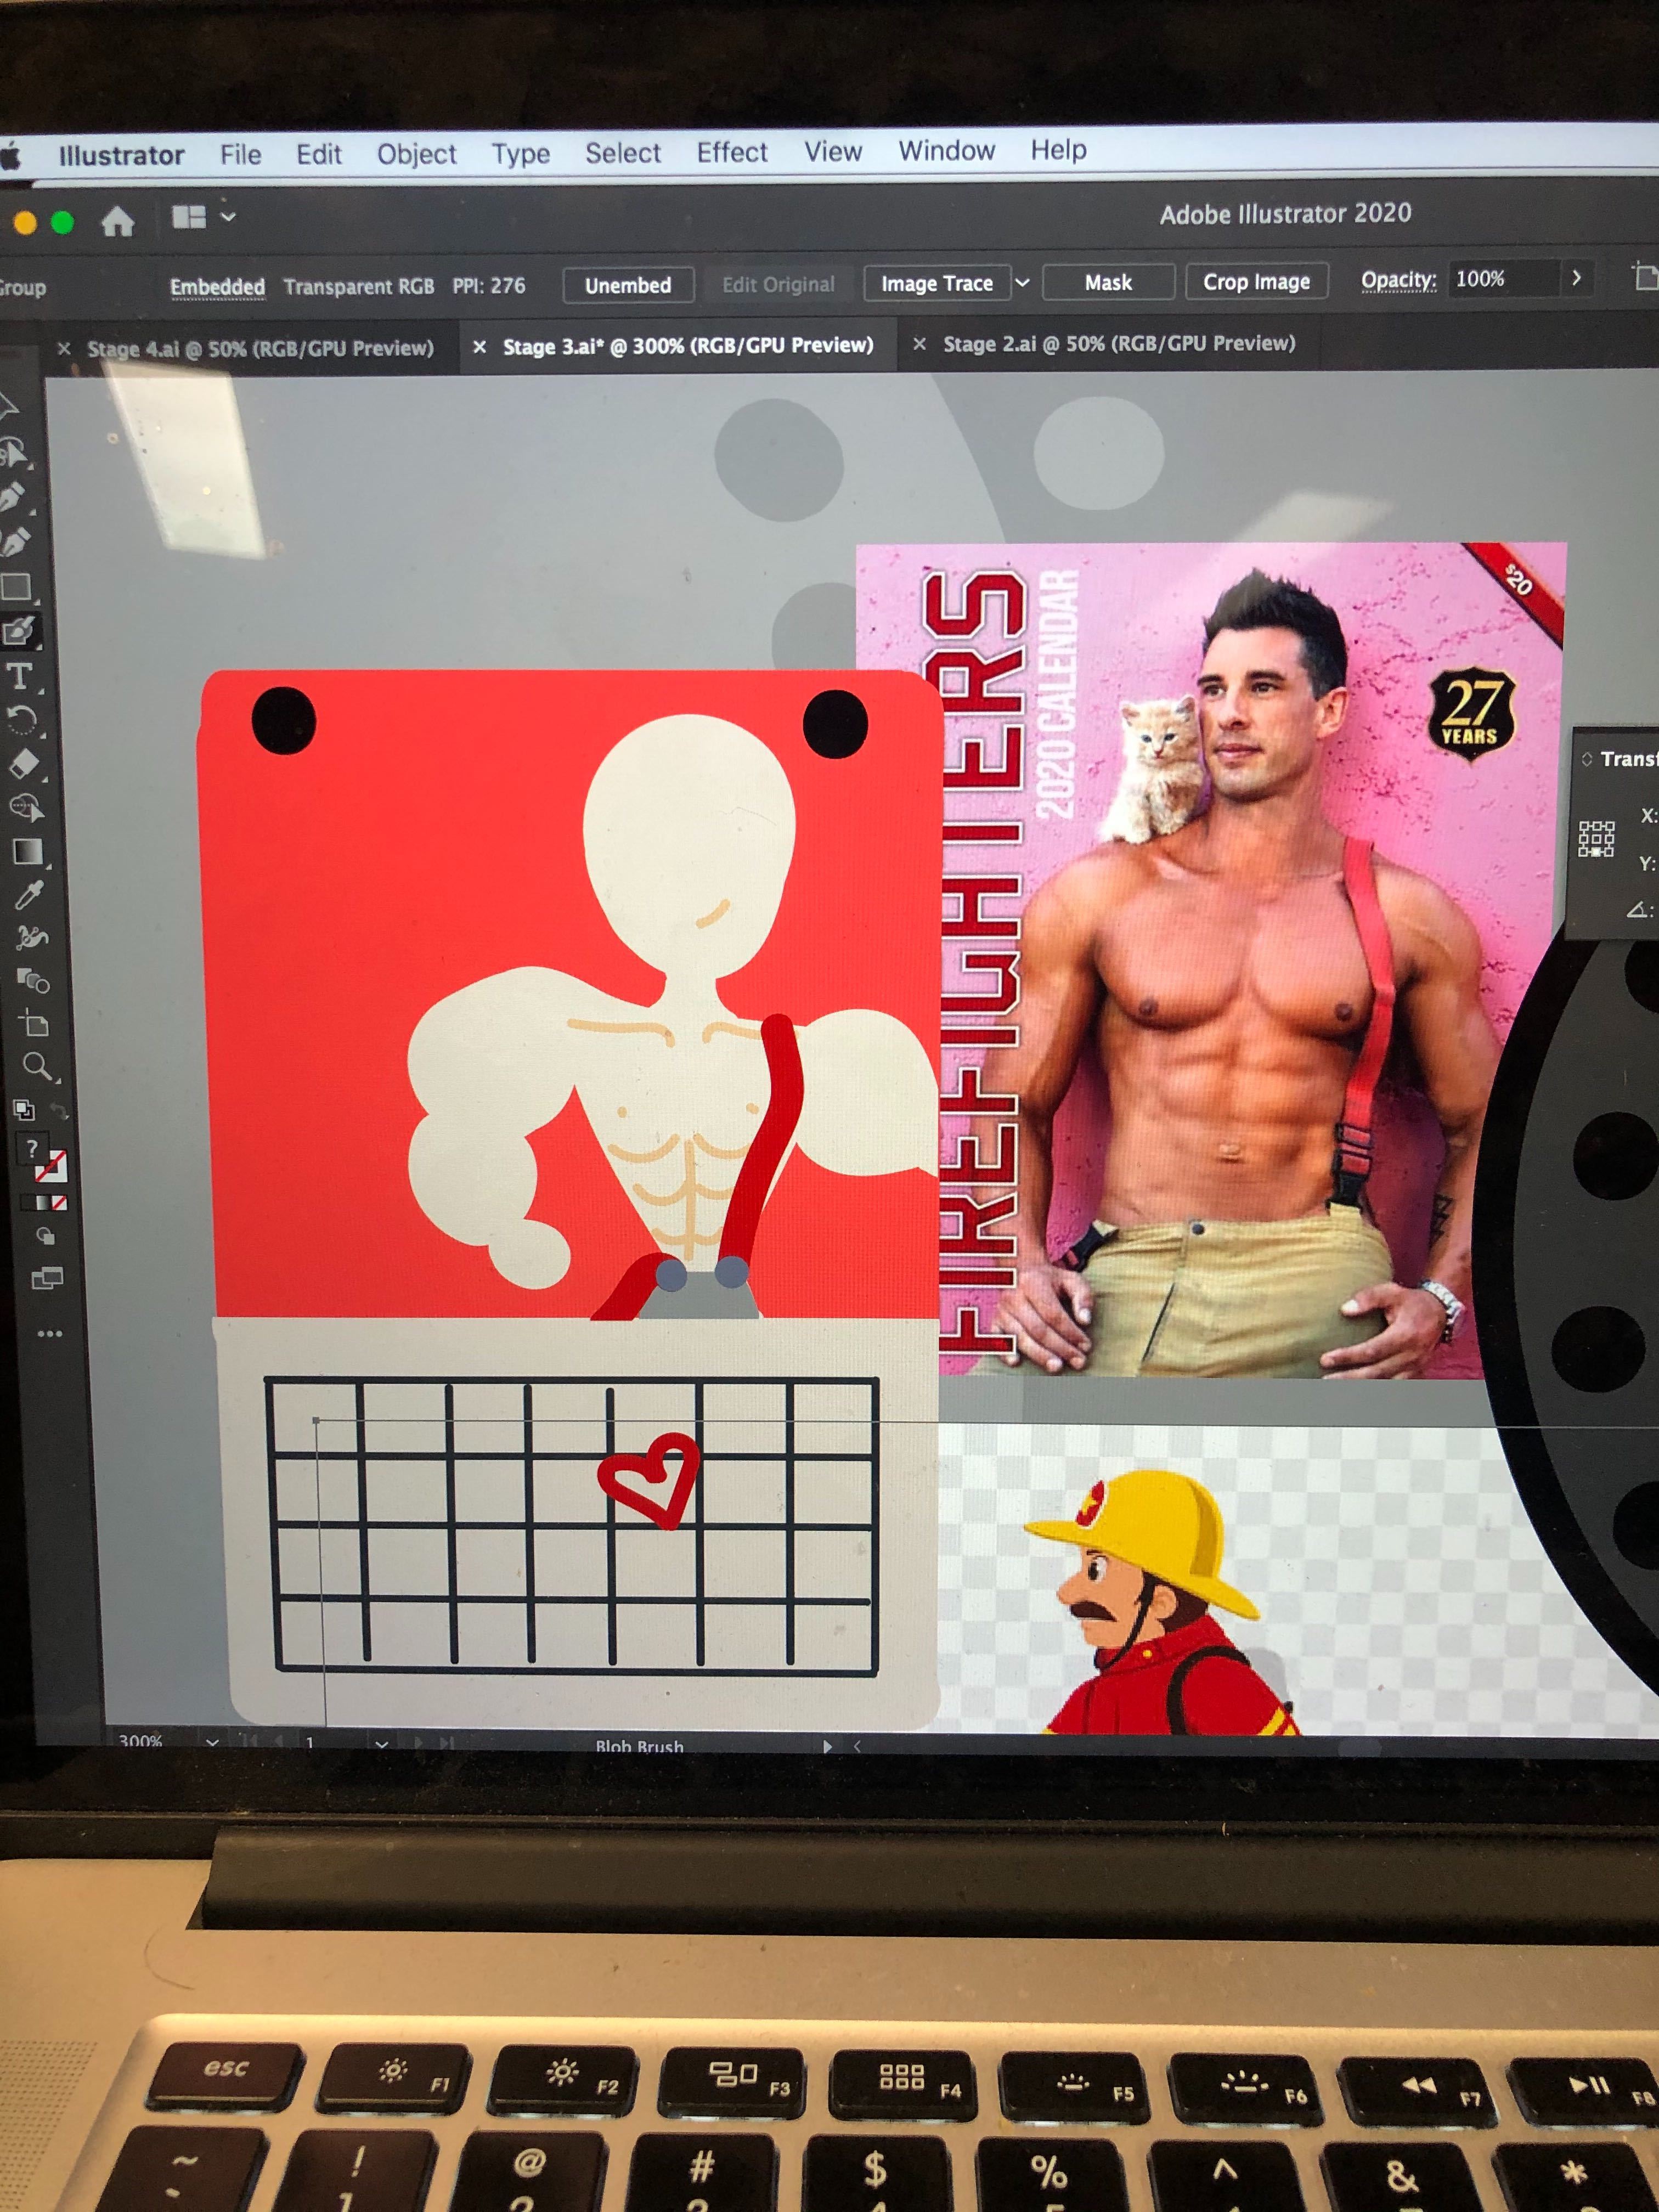 Illustrator File Edit Object Type Select Effect View Window Help
Adobe Illustrator 2020
Group Embedded Transparent RGB PPI: 276 Unembed Edit Original Image Trace Mask Crop Image Opacity: 100%
× Stage 4.ai @ 50% (RGB/GPU Preview) × Stage 3.ai* @ 300% (RGB/GPU Preview) × Stage 2.ai @ 50% (RGB/GPU Preview)
FIREFIGHTERS
2020 CALENDAR
$20
27
YEARS
X:
Y:
T
?
300% 1 Blob Brush
esc F1 F2 F3 F4 F5 F6 F7 F8
~ ! @ # $ % ^ & *